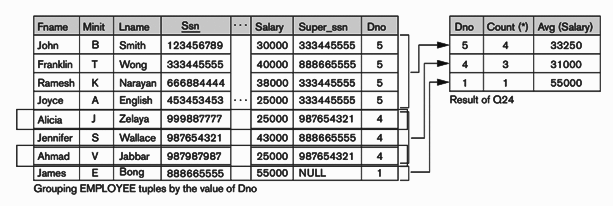 Fname Minit Lname Ssn ... Salary Super_ssn Dno
John B Smith 123456789 30000 333445555 5
Franklin T Wong 333445555 40000 888665555 5
Ramesh K Narayan 666884444 38000 333445555 5
Joyce A English 453453453 ... 25000 333445555 5
Alicia J Zelaya 999887777 25000 987654321 4
Jennifer S Wallace 987654321 43000 888665555 4
Ahmad V Jabbar 987987987 25000 987654321 4
James E Bong 888665555 55000 NULL 1
Grouping EMPLOYEE tuples by the value of Dno
Dno Count (*) Avg (Salary)
5 4 33250
4 3 31000
1 1 55000
Result of Q24